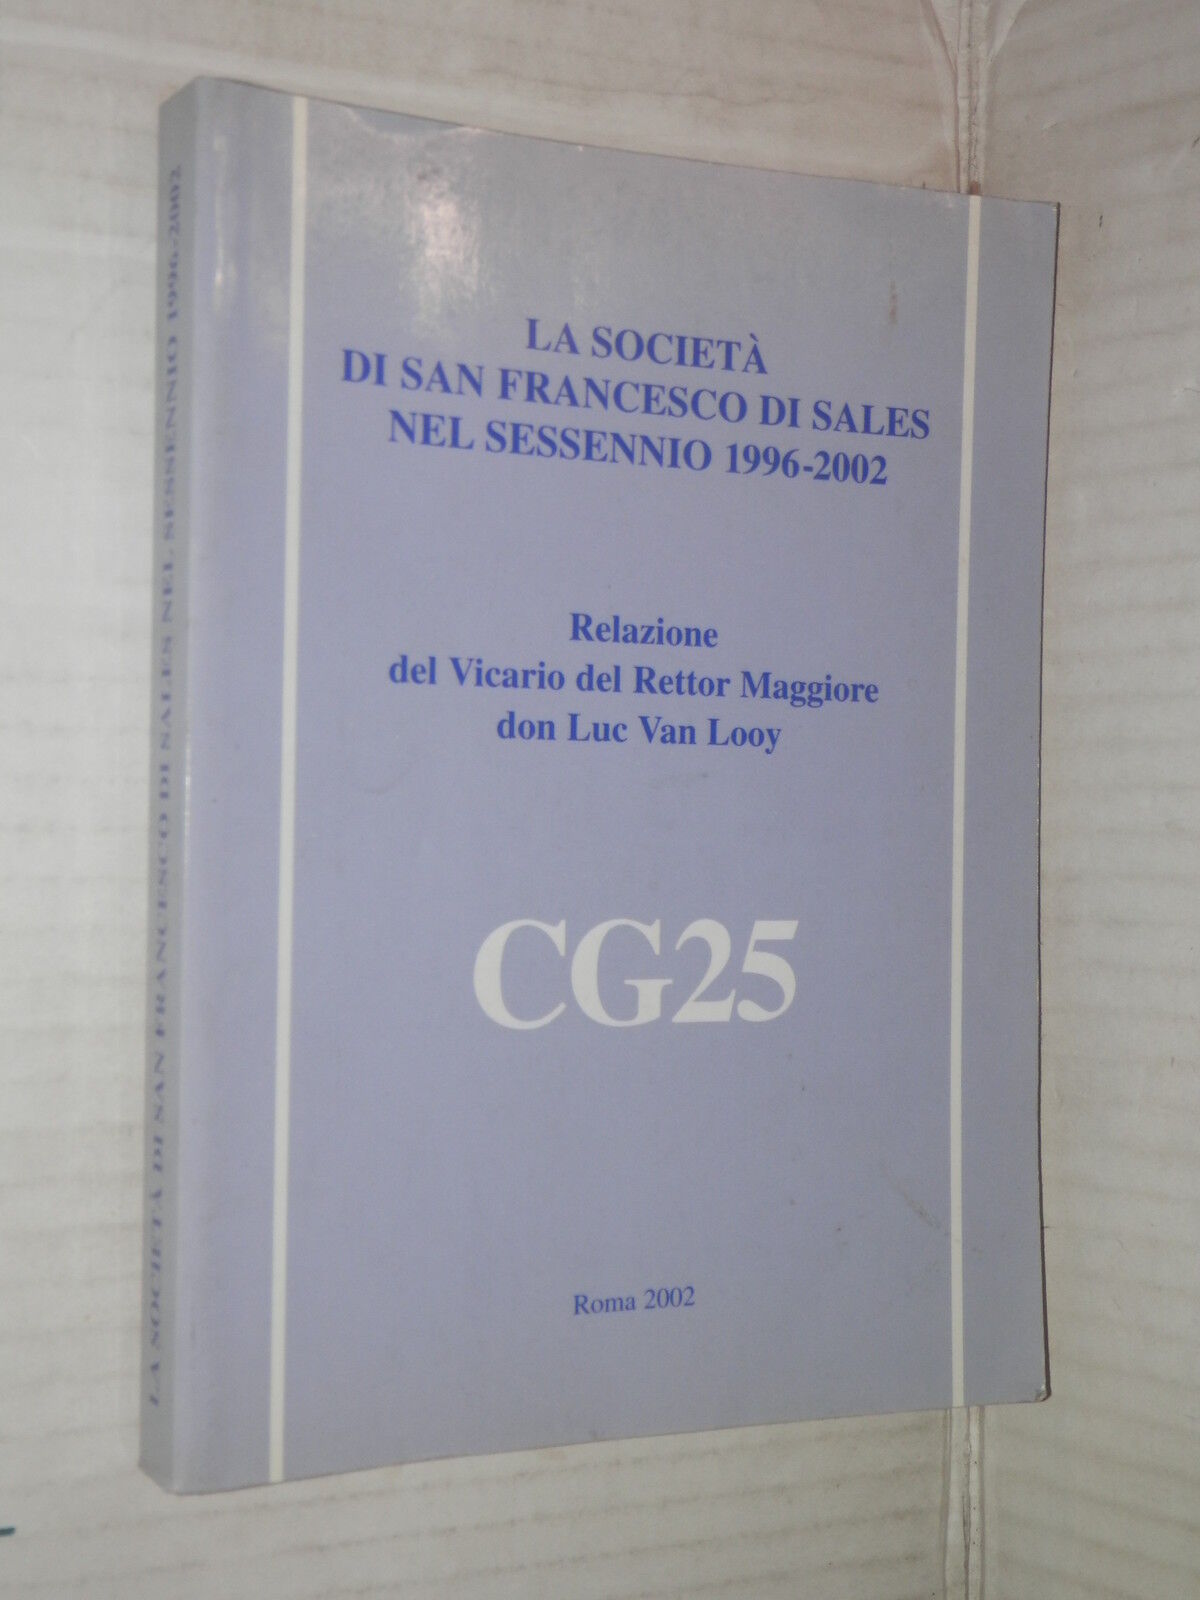 LA SOCIETÀ DI SAN FRANCESCO DI SALES NEL SESSENNIO 1996-2002
LA SOCIETÀ
DI SAN FRANCESCO DI SALES
NEL SESSENNIO 1996-2002
Relazione
del Vicario del Rettor Maggiore
don Luc Van Looy
CG25
Roma 2002